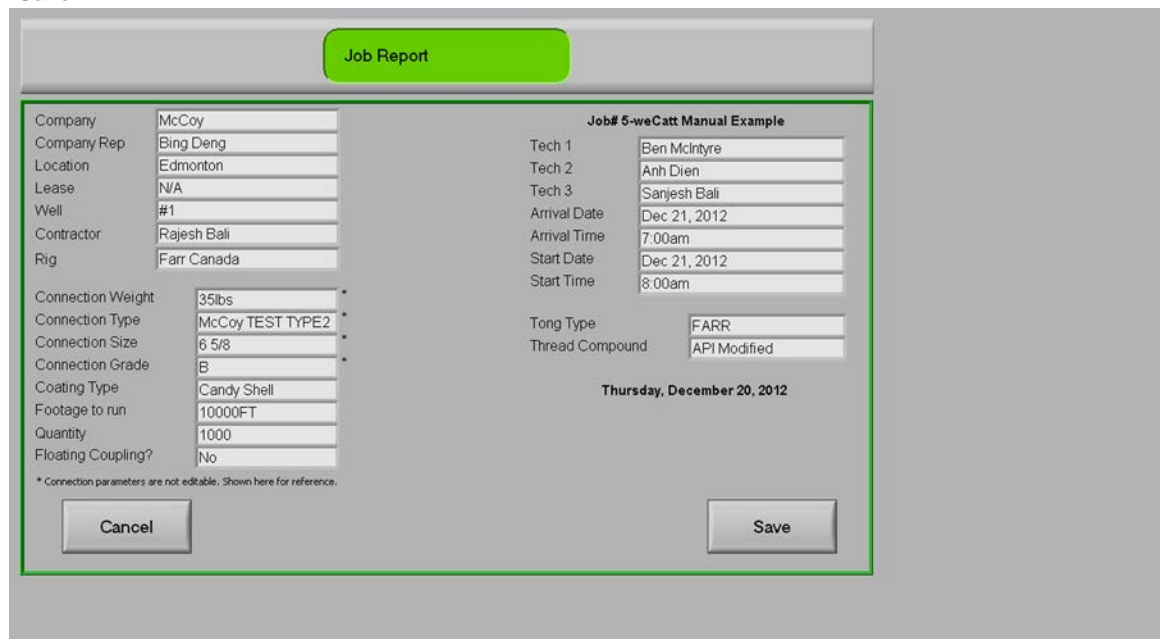 Job Report
Company McCoy
Company Rep Bing Deng
Location Edmonton
Lease N/A
Well #1
Contractor Rajesh Bali
Rig Farr Canada
Connection Weight 35lbs *
Connection Type McCoy TEST TYPE2 *
Connection Size 6 5/8 *
Connection Grade B *
Coating Type Candy Shell
Footage to run 10000FT
Quantity 1000
Floating Coupling? No
* Connection parameters are not editable. Shown here for reference.
Cancel
Job# 5-weCatt Manual Example
Tech 1 Ben McIntyre
Tech 2 Anh Dien
Tech 3 Sanjesh Bali
Arrival Date Dec 21, 2012
Arrival Time 7:00am
Start Date Dec 21, 2012
Start Time 8:00am
Tong Type FARR
Thread Compound API Modified
Thursday, December 20, 2012
Save